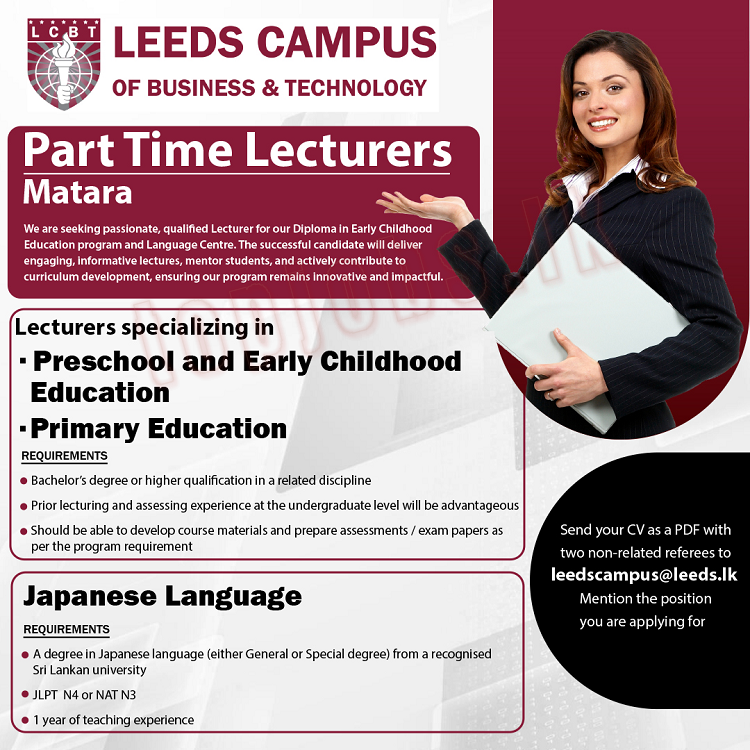 LCBT
LEEDS CAMPUS
OF BUSINESS & TECHNOLOGY
Part Time Lecturers
Matara
We are seeking passionate, qualified Lecturer for our Diploma in Early Childhood
Education program and Language Centre. The successful candidate will deliver
engaging, informative lectures, mentor students, and actively contribute to
curriculum development, ensuring our program remains innovative and impactful.
Lecturers specializing in
· Preschool and Early Childhood
Education
· Primary Education
REQUIREMENTS
• Bachelor's degree or higher qualification in a related discipline
• Prior lecturing and assessing experience at the undergraduate level will be advantageous
• Should be able to develop course materials and prepare assessments / exam papers as
per the program requirement
Japanese Language
REQUIREMENTS
• A degree in Japanese language (either General or Special degree) from a recognised
Sri Lankan university
• JLPT N4 or NAT N3
• 1 year of teaching experience
Send your CV as a PDF with
two non-related referees to
leedscampus@leeds.lk
Mention the position
you are applying for